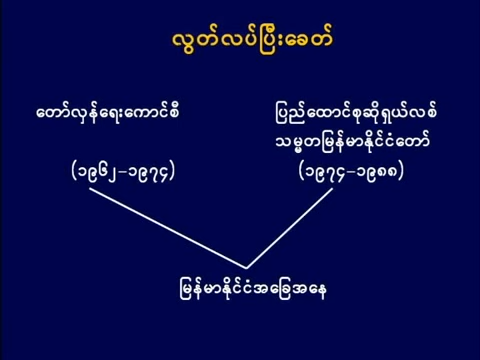 လွတ်လပ်ပြီးခေတ်
တော်လှန်ရေးကောင်စီ
(၁၉၆၂–၁၉၇၄)
ပြည်ထောင်စုဆိုရှယ်လစ်
သမ္မတမြန်မာနိုင်ငံတော်
(၁၉၇၄–၁၉၈၈)
မြန်မာနိုင်ငံအခြေအနေ